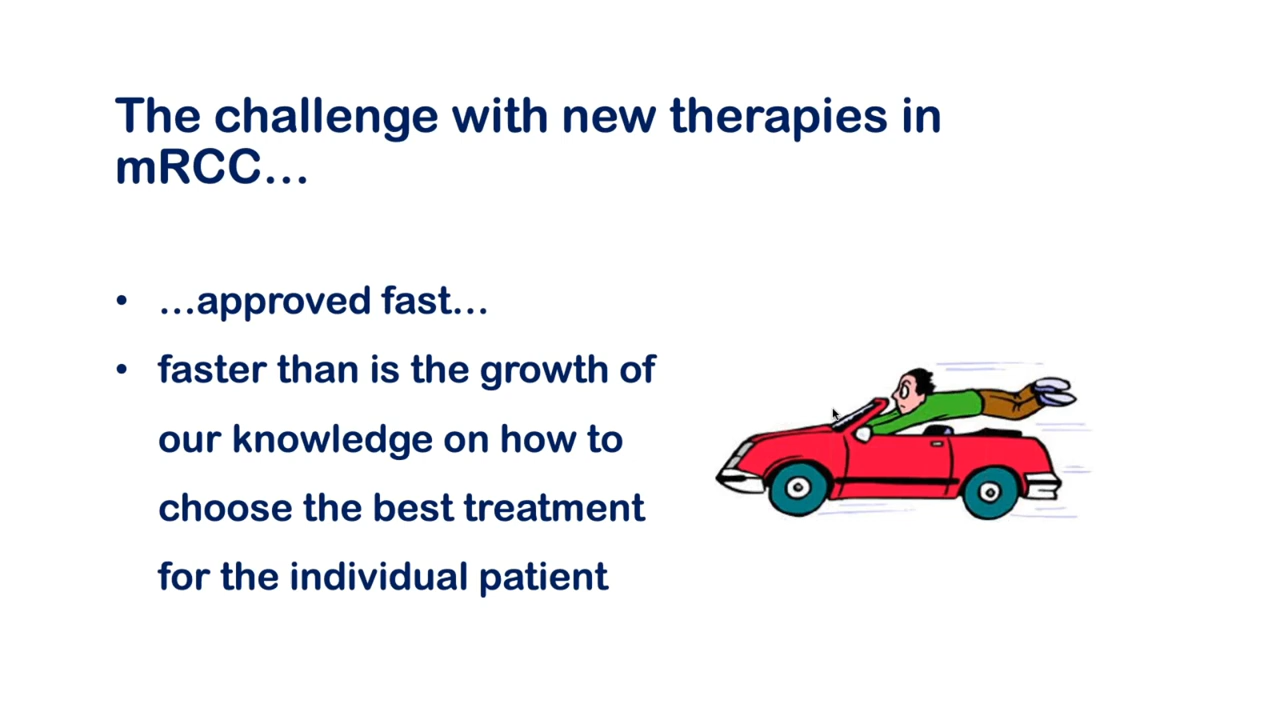 The challenge with new therapies in
mRCC…
• …approved fast…
• faster than is the growth of
our knowledge on how to
choose the best treatment
for the individual patient